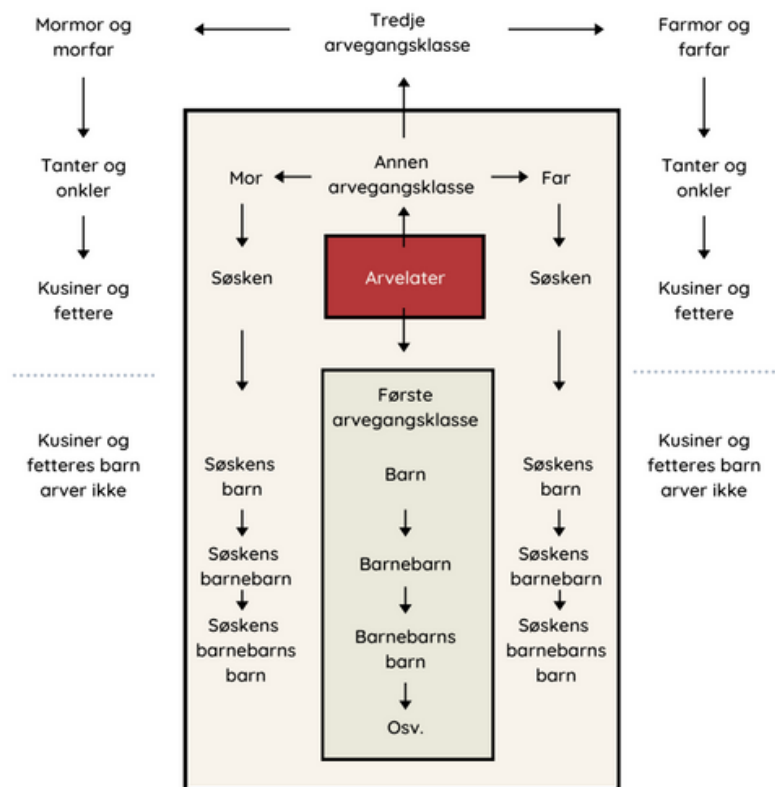 Mormor og
morfar
Tredje
arvegangsklasse
Farmor og
farfar
Tanter og
onkler
Mor
Annen
arvegangsklasse
Far
Tanter og
onkler
Kusiner og
fettere
Søsken
Arvelater
Søsken
Kusiner og
fettere
Første
arvegangsklasse
Kusiner og
fetteres barn
arver ikke
Søskens
barn
Barn
Søskens
barn
Kusiner og
fetteres barn
arver ikke
Søskens
barnebarn
Barnebarn
Søskens
barnebarn
Søskens
barnebarns
barn
Barnebarns
barn
Søskens
barnebarns
barn
Osv.